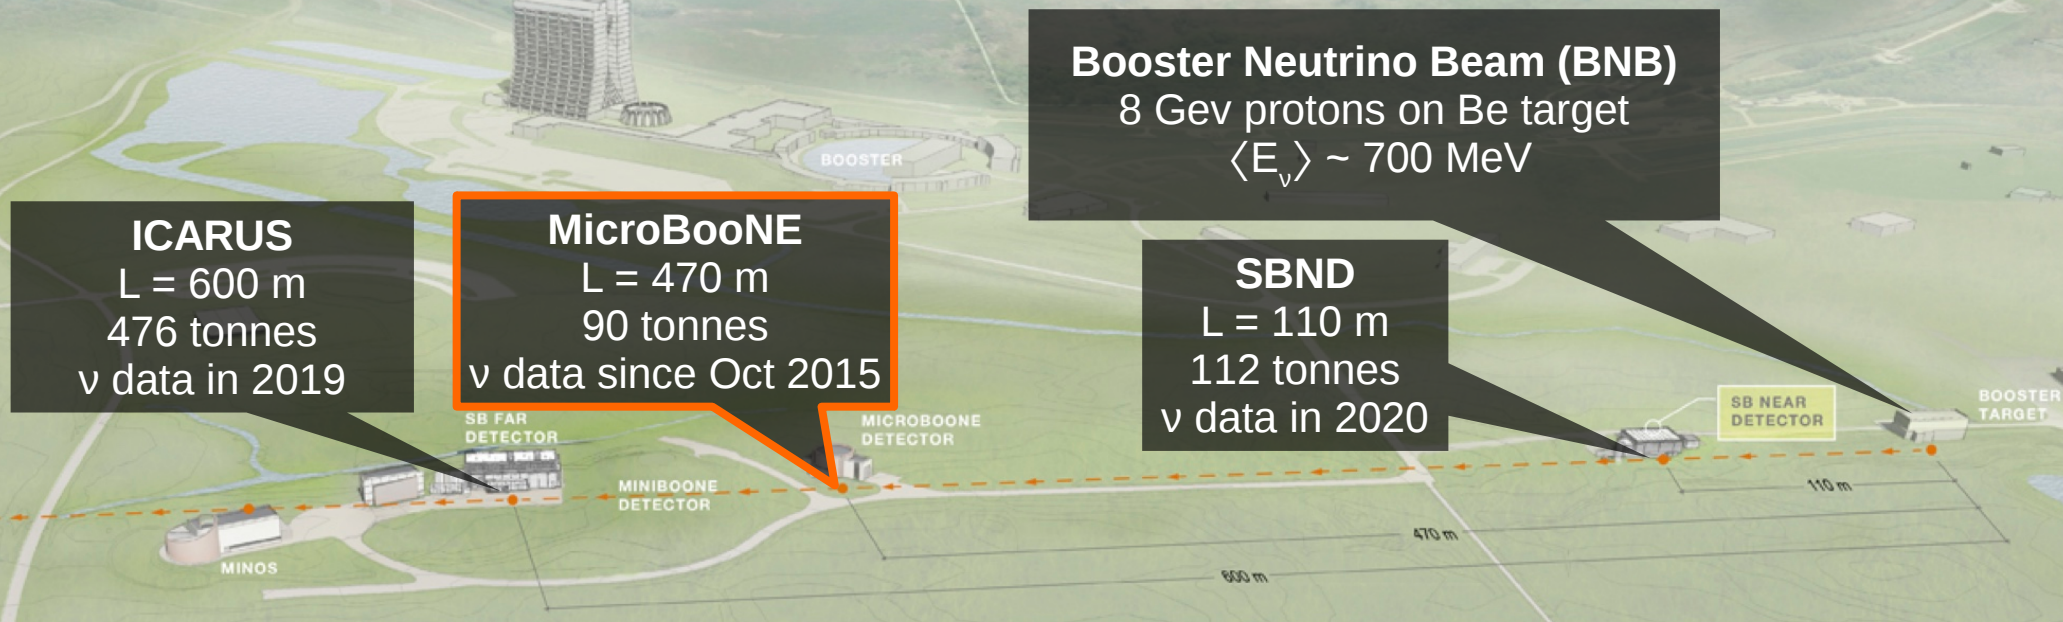 Booster Neutrino Beam (BNB)
8 Gev protons on Be target
⟨Eν⟩ ~ 700 MeV
BOOSTER
ICARUS
L = 600 m
476 tonnes
ν data in 2019
MicroBooNE
L = 470 m
90 tonnes
ν data since Oct 2015
SBND
L = 110 m
112 tonnes
ν data in 2020
SB NEAR
DETECTOR
BOOSTER
TARGET
SB FAR
DETECTOR
MICROBOONE
DETECTOR
MINIBOONE
DETECTOR
MINOS
110 m
470 m
600 m